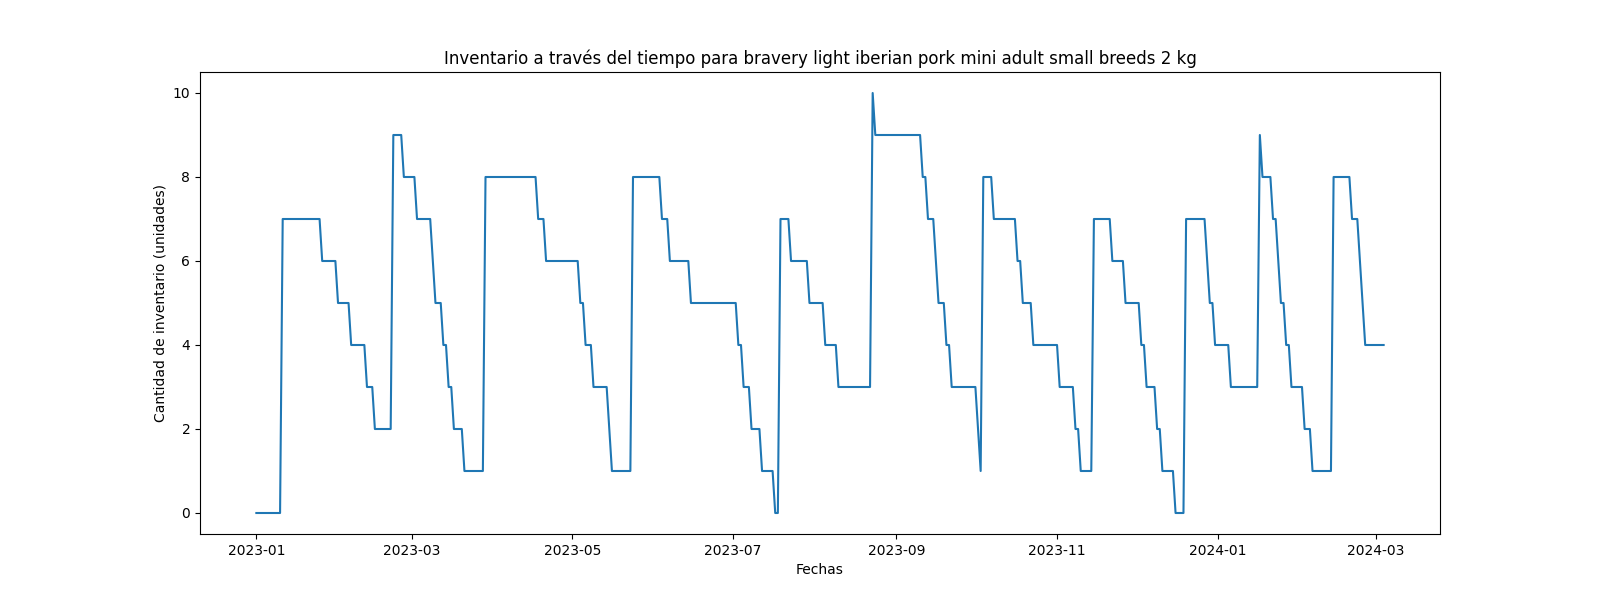 Inventario a través del tiempo para bravery light iberian pork mini adult small breeds 2 kg
Cantidad de inventario (unidades)
10
8
6
4
2
0
2023-01 2023-03 2023-05 2023-07 2023-09 2023-11 2024-01 2024-03
Fechas